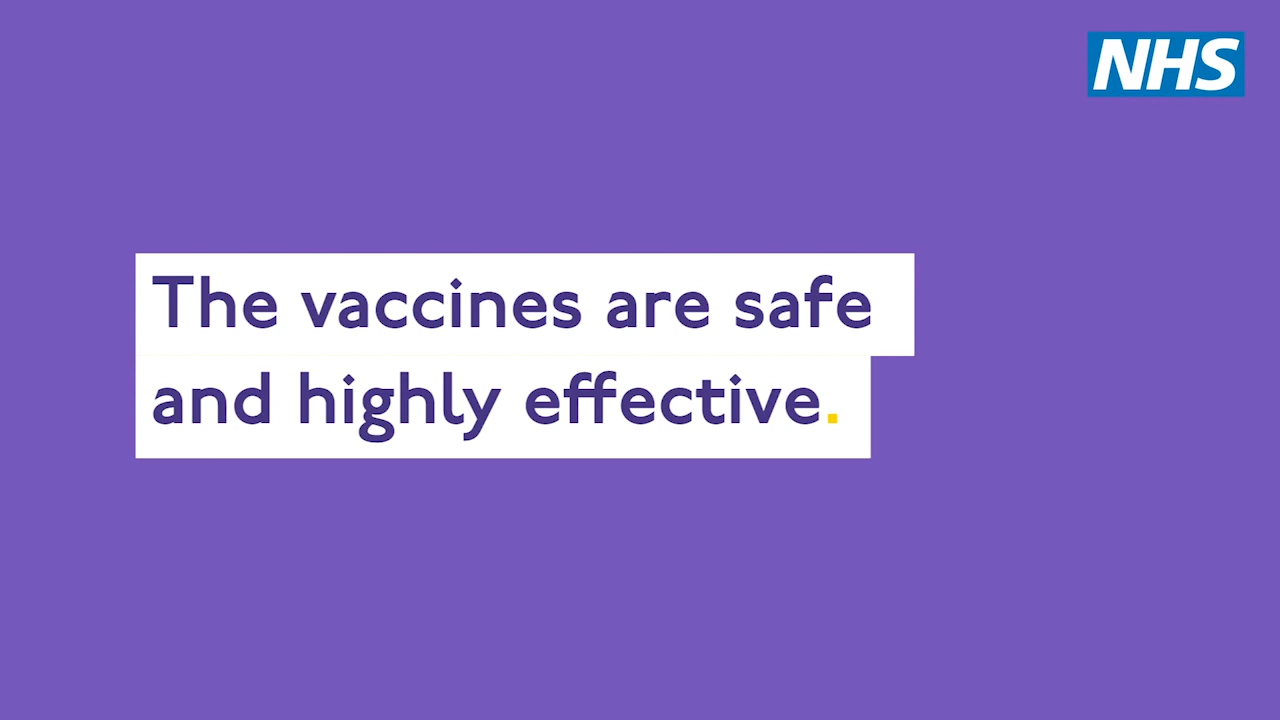 NHS
The vaccines are safe
and highly effective.